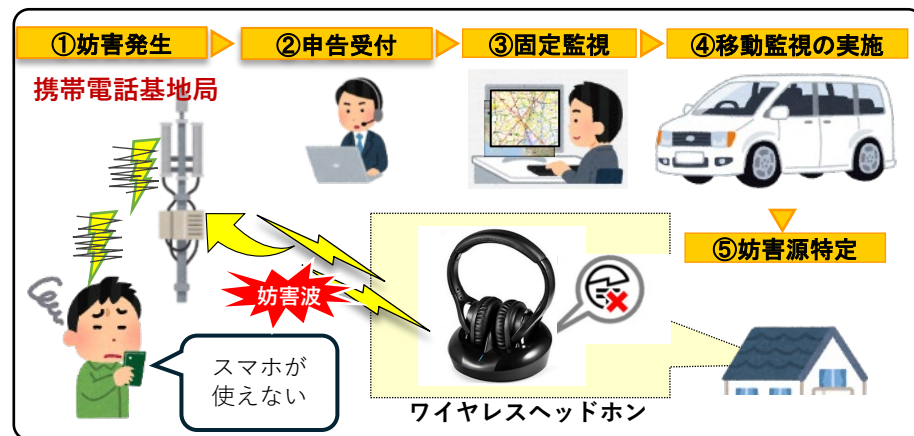 ①妨害発生
②申告受付
③固定監視
④移動監視の実施
携帯電話基地局
⑤妨害源特定
妨害波
スマホが
使えない
ワイヤレスヘッドホン